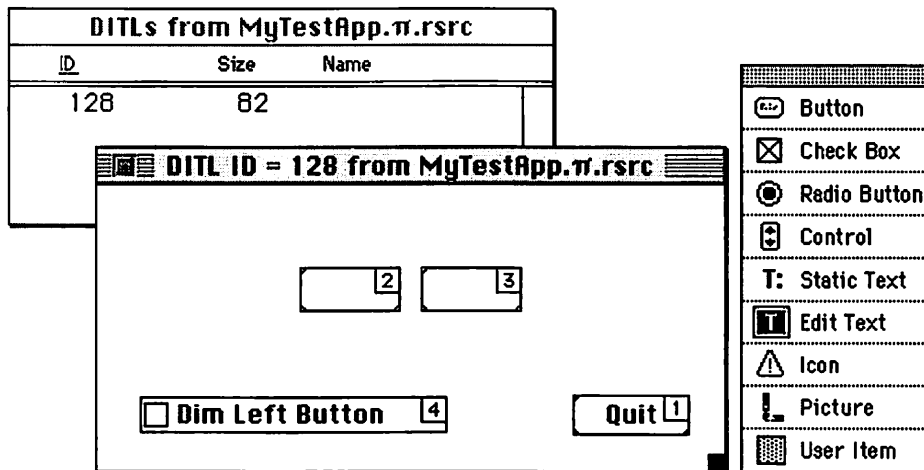 DITLs from MyTestApp.π.rsrc
ID Size Name
128 82
DITL ID = 128 from MyTestApp.π.rsrc
2 3
Dim Left Button 4
Quit 1
Button
Check Box
Radio Button
Control
T: Static Text
T Edit Text
Icon
Picture
User Item